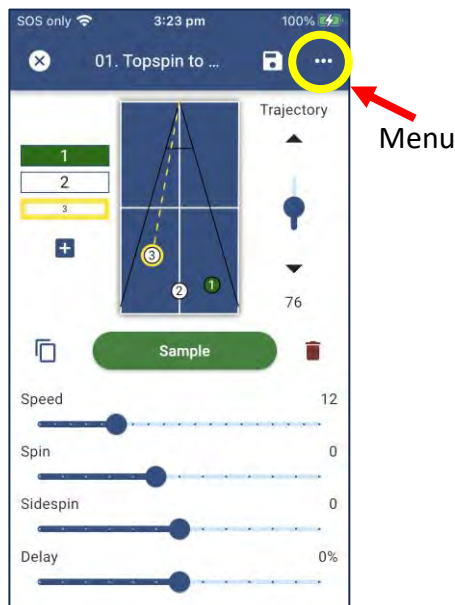 SOS only 3:23 pm 100%
01. Topspin to ...
Menu
Trajectory
1
2
3
3
2
1
76
Sample
Speed 12
Spin 0
Sidespin 0
Delay 0%